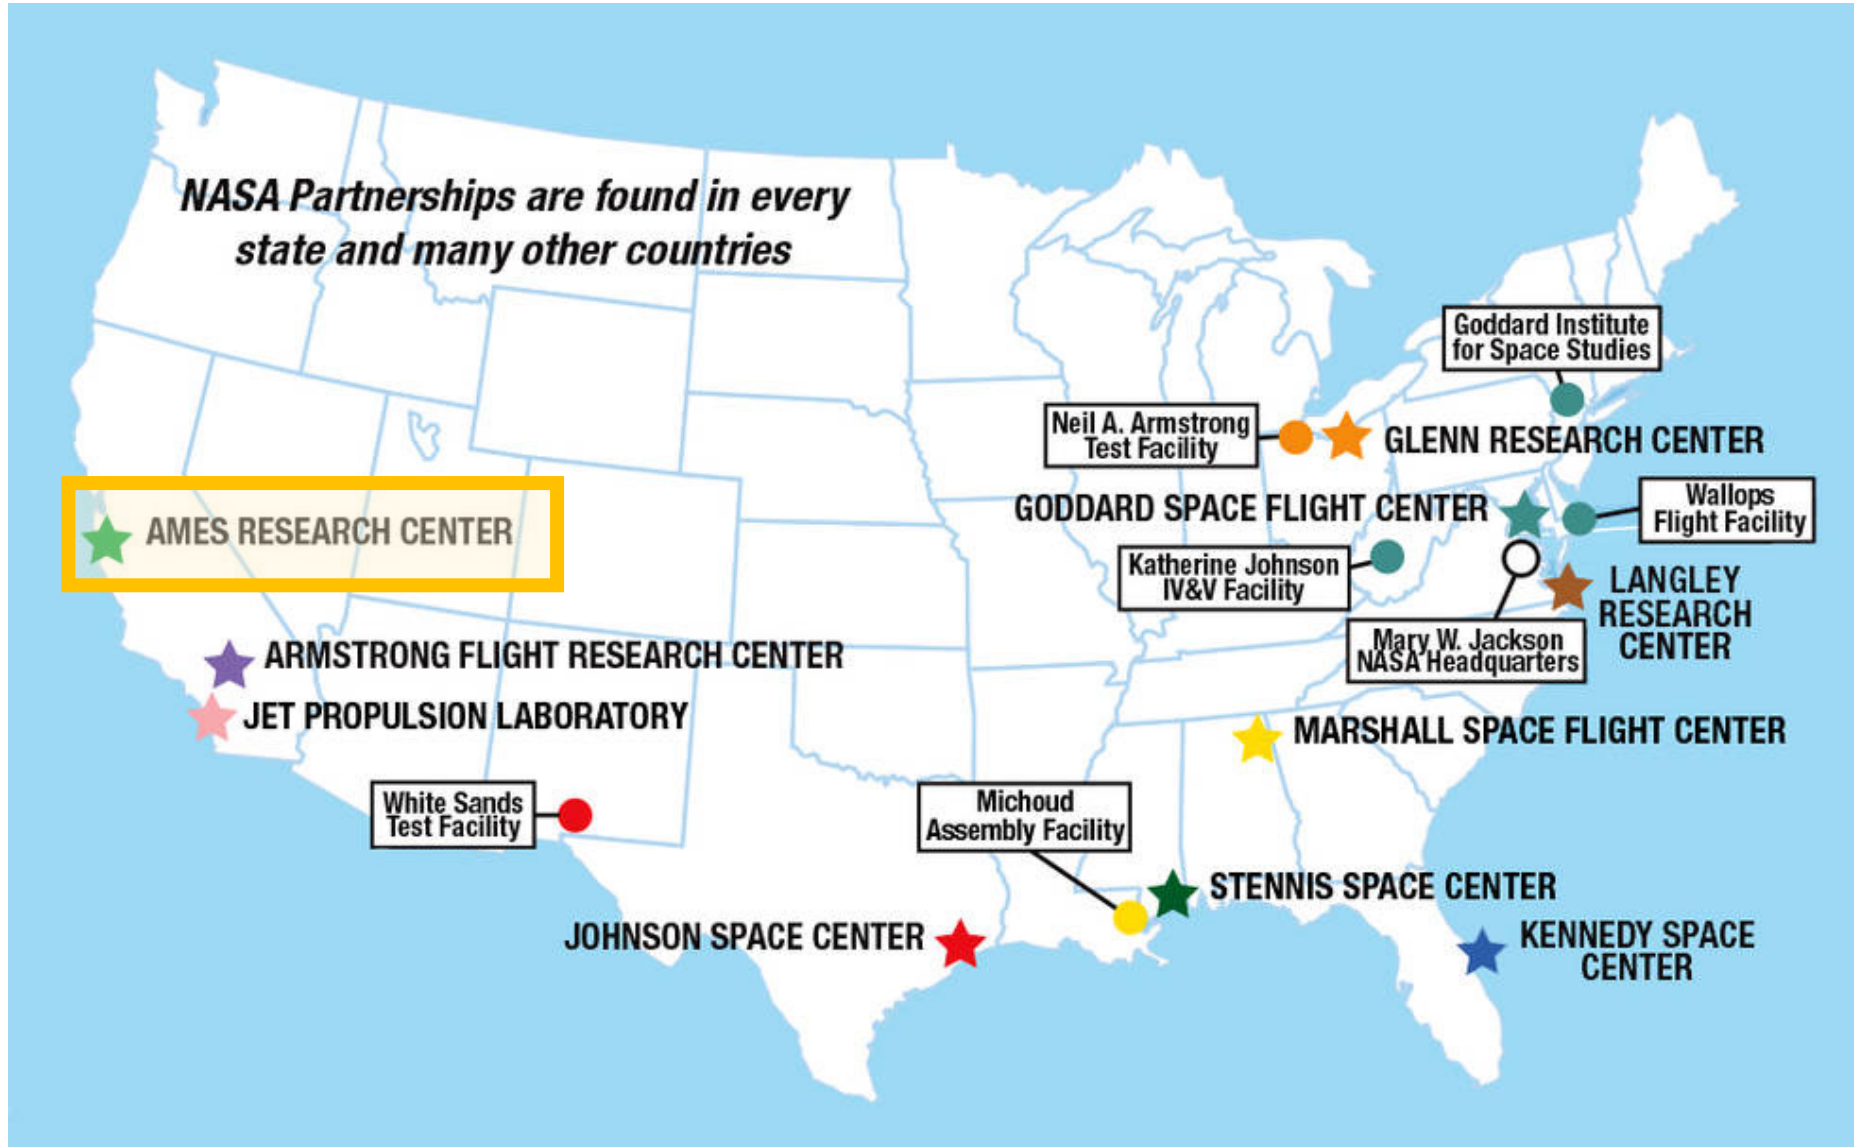 NASA Partnerships are found in every
state and many other countries
Goddard Institute
for Space Studies
Neil A. Armstrong
Test Facility
GLENN RESEARCH CENTER
GODDARD SPACE FLIGHT CENTER
Wallops
Flight Facility
AMES RESEARCH CENTER
Katherine Johnson
IV&V Facility
LANGLEY
RESEARCH
CENTER
Mary W. Jackson
NASA Headquarters
ARMSTRONG FLIGHT RESEARCH CENTER
JET PROPULSION LABORATORY
MARSHALL SPACE FLIGHT CENTER
White Sands
Test Facility
Michoud
Assembly Facility
STENNIS SPACE CENTER
JOHNSON SPACE CENTER
KENNEDY SPACE
CENTER